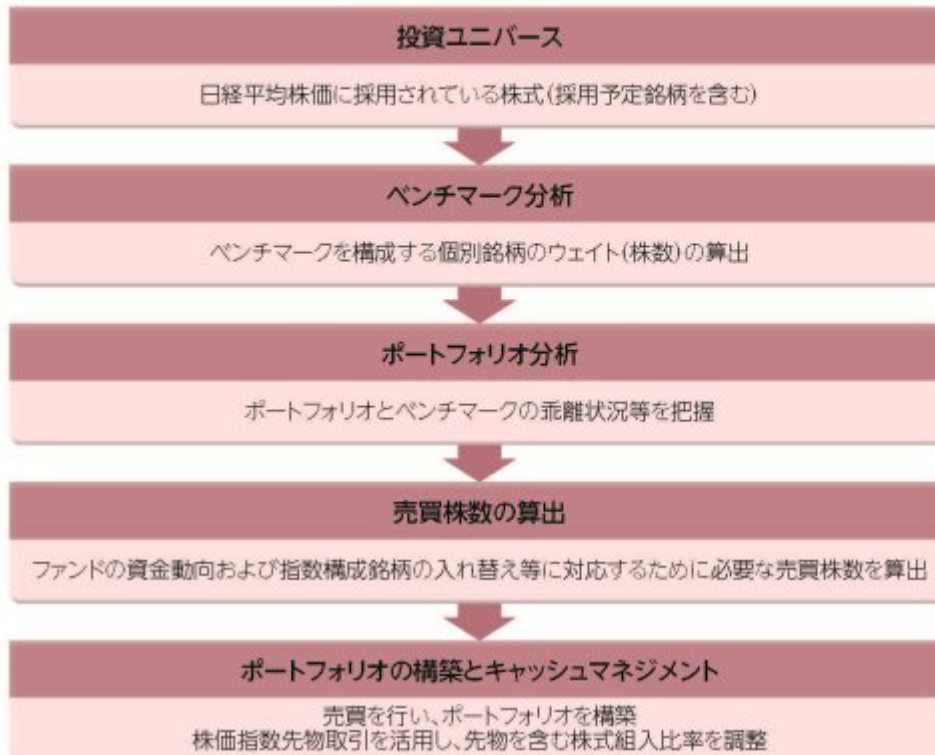 投資ユニバース
日経平均株価に採用されている株式(採用予定銘柄を含む)
ベンチマーク分析
ベンチマークを構成する個別銘柄のウェイト(株数)の算出
ポートフォリオ分析
ポートフォリオとベンチマークの乖離状況等を把握
売買株数の算出
ファンドの資金動向および指数構成銘柄の入れ替え等に対応するために必要な売買株数を算出
ポートフォリオの構築とキャッシュマネジメント
売買を行い、ポートフォリオを構築
株価指数先物取引を活用し、先物を含む株式組入比率を調整